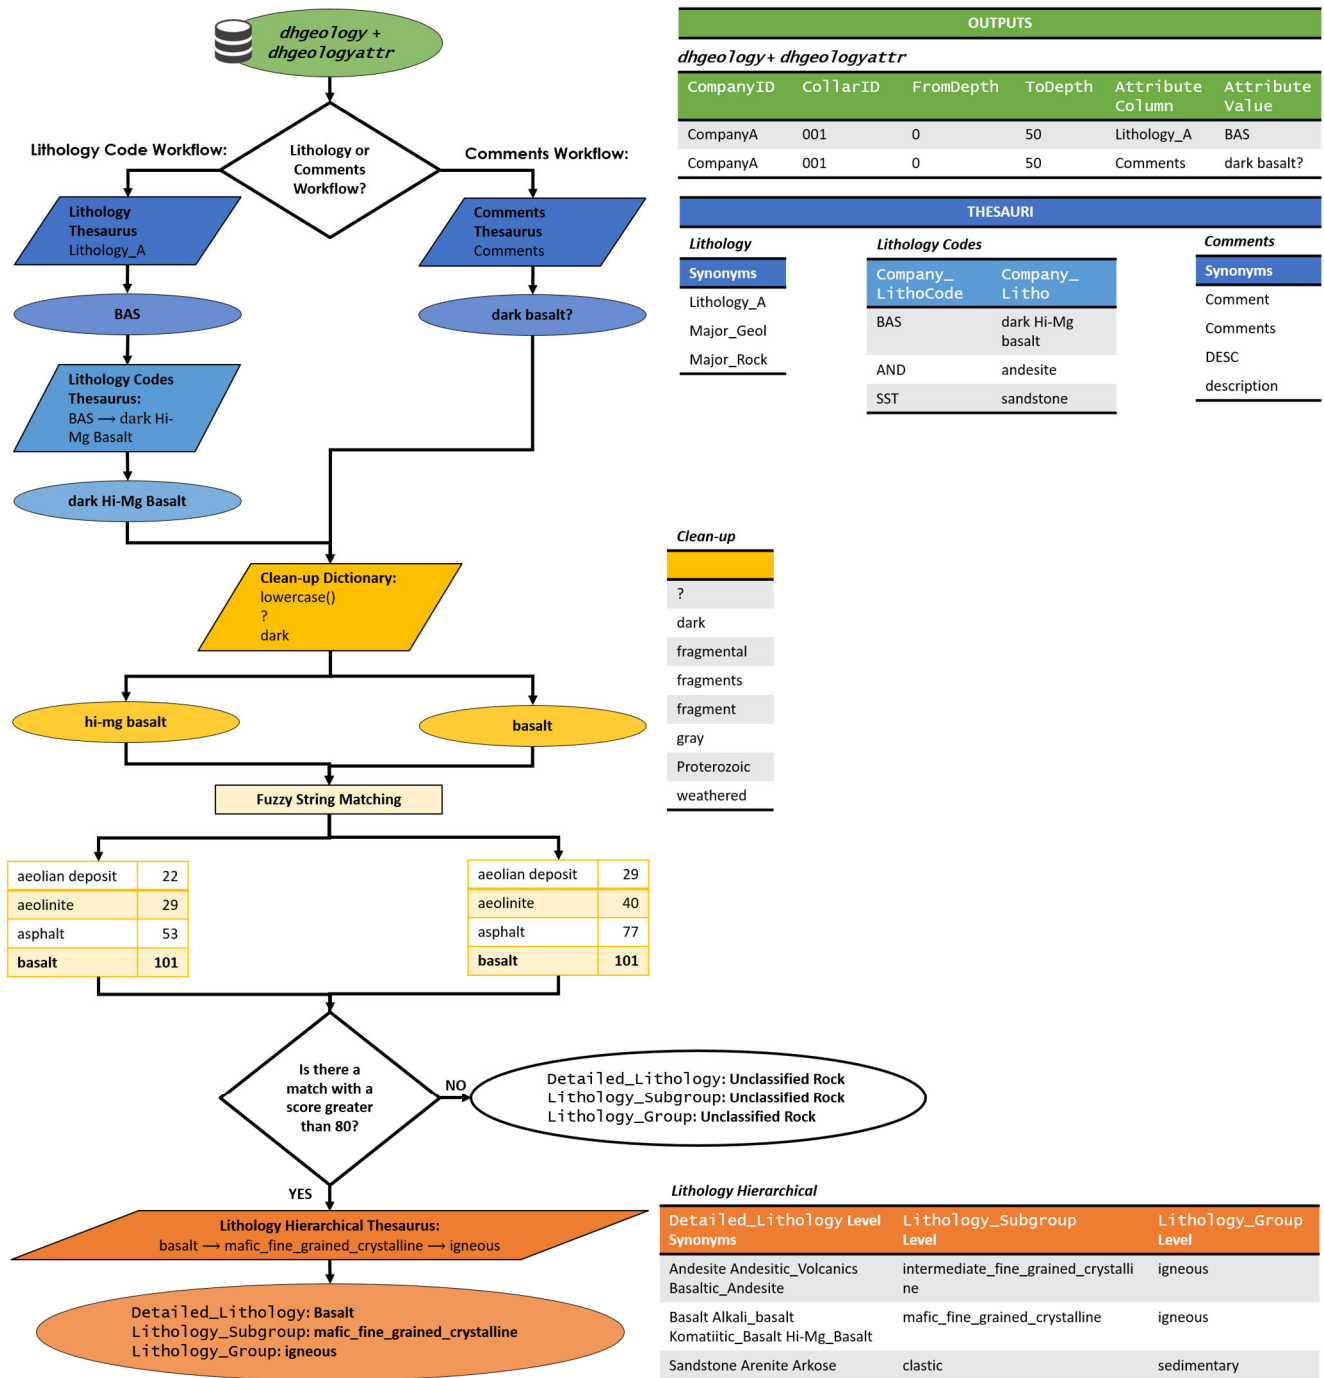 dhgeology +
dhgeologyattr
Lithology Code Workflow:
Lithology or
Comments
Workflow?
Comments Workflow:
Lithology
Thesaurus
Lithology_A
Comments
Thesaurus
Comments
BAS
dark basalt?
Lithology Codes
Thesaurus:
BAS → dark Hi-
Mg Basalt
dark Hi-Mg Basalt
Clean-up Dictionary:
lowercase()
?
dark
hi-mg basalt
basalt
Fuzzy String Matching
aeolian deposit 22
aeolinite 29
asphalt 53
basalt 101
aeolian deposit 29
aeolinite 40
asphalt 77
basalt 101
Is there a
match with a
score greater
than 80?
NO
Detailed_Lithology: Unclassified Rock
Lithology_Subgroup: Unclassified Rock
Lithology_Group: Unclassified Rock
YES
Lithology Hierarchical Thesaurus:
basalt → mafic_fine_grained_crystalline → igneous
Detailed_Lithology: Basalt
Lithology_Subgroup: mafic_fine_grained_crystalline
Lithology_Group: igneous
OUTPUTS
dhgeology+ dhgeologyattr
CompanyID CollarID FromDepth ToDepth Attribute Attribute
Column Value
CompanyA 001 0 50 Lithology_A BAS
CompanyA 001 0 50 Comments dark basalt?
THESAURI
Lithology
Synonyms
Lithology_A
Major_Geol
Major_Rock
Lithology Codes
Company_ Company_
LithoCode Litho
BAS dark Hi-Mg
basalt
AND andesite
SST sandstone
Comments
Synonyms
Comment
Comments
DESC
description
Clean-up
?
dark
fragmental
fragments
fragment
gray
Proterozoic
weathered
Lithology Hierarchical
Detailed_Lithology Level Lithology_Subgroup Lithology_Group
Synonyms Level Level
Andesite Andesitic_Volcanics intermediate_fine_grained_crystalli igneous
Basaltic_Andesite ne
Basalt Alkali_basalt mafic_fine_grained_crystalline igneous
Komatiitic_Basalt Hi-Mg_Basalt
Sandstone Arenite Arkose clastic sedimentary